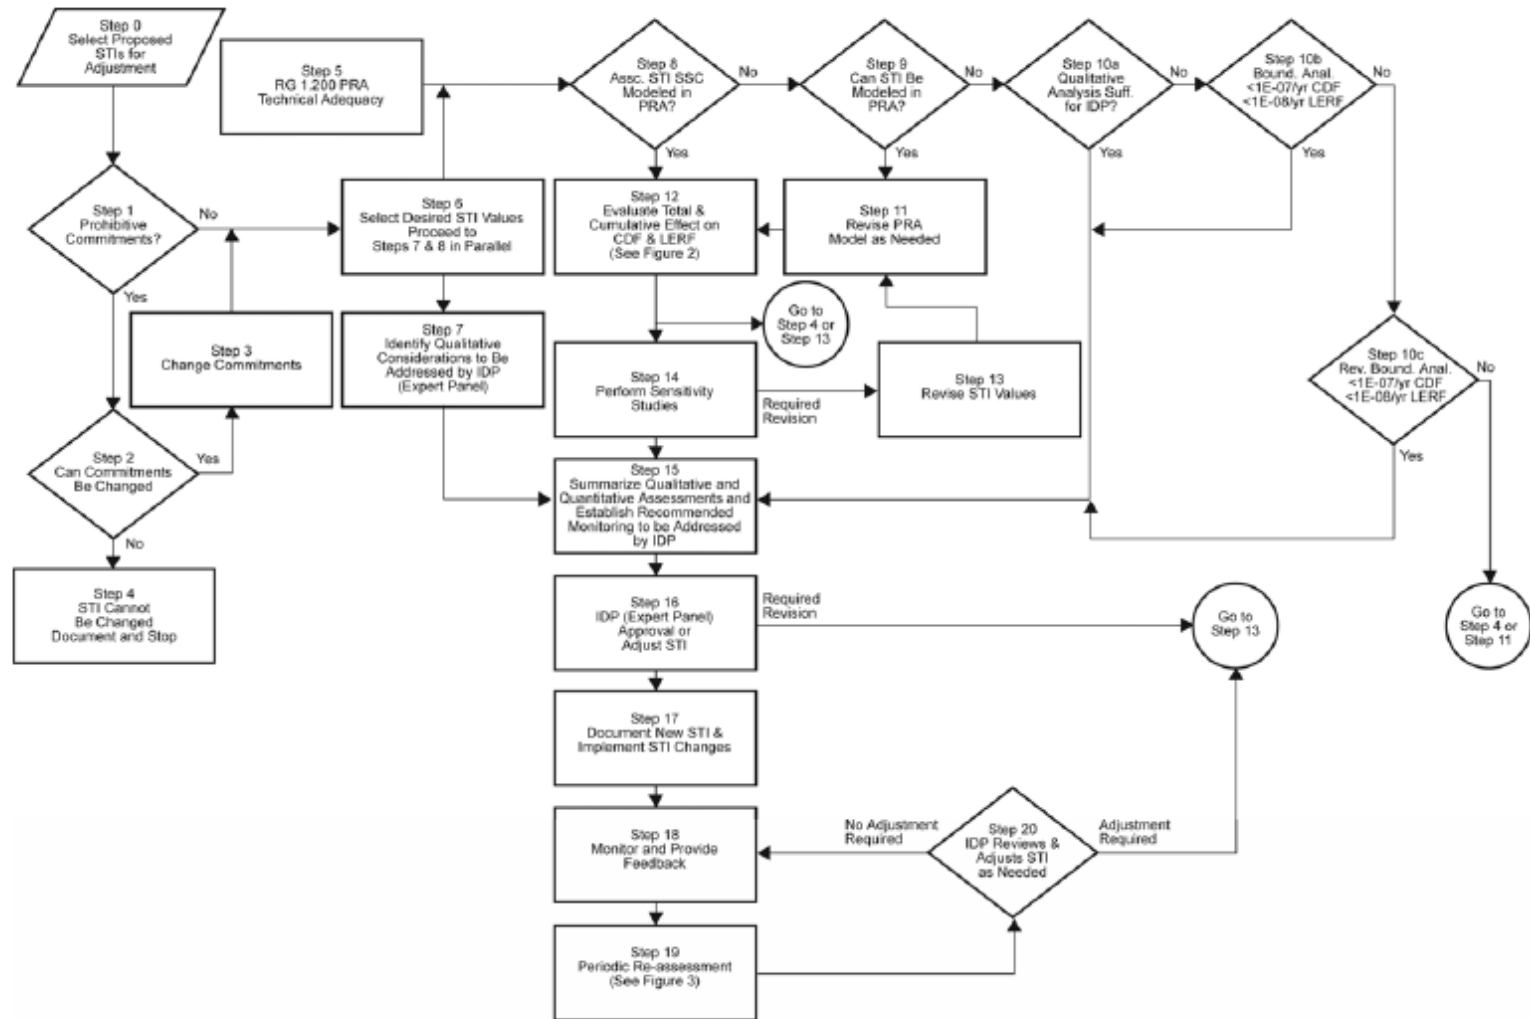 Step 0
Select Proposed
STIs for
Adjustment
Step 5
RG 1.200 PRA
Technical Adequacy
Step 8
Assc. STI SSC
Modeled in
PRA?
No
Yes
Step 9
Can STI Be
Modeled in
PRA?
No
Yes
Step 10a
Qualitative
Analysis Suff.
for IDP?
No
Yes
Step 10b
Bound. Anal.
<1E-07/yr CDF
<1E-08/yr LERF
No
Yes
Step 1
Prohibitive
Commitments?
No
Yes
Step 6
Select Desired STI Values
Proceed to
Steps 7 & 8 in Parallel
Step 12
Evaluate Total &
Cumulative Effect on
CDF & LERF
(See Figure 2)
Step 11
Revise PRA
Model as Needed
Go to
Step 4 or
Step 13
Step 3
Change Commitments
Step 7
Identify Qualitative
Considerations to Be
Addressed by IDP
(Expert Panel)
Step 14
Perform Sensitivity
Studies
Required
Revision
Step 13
Revise STI Values
Step 10c
Rev. Bound. Anal.
<1E-07/yr CDF
<1E-08/yr LERF
No
Yes
Step 2
Can Commitments
Be Changed
Yes
No
Step 15
Summarize Qualitative and
Quantitative Assessments and
Establish Recommended
Monitoring to be Addressed
by IDP
Step 4
STI Cannot
Be Changed
Document and Stop
Step 16
IDP (Expert Panel)
Approval or
Adjust STI
Required
Revision
Go to
Step 13
Go to
Step 4 or
Step 11
Step 17
Document New STI &
Implement STI Changes
Step 18
Monitor and Provide
Feedback
No Adjustment
Required
Step 20
IDP Reviews &
Adjusts STI
as Needed
Adjustment
Required
Step 19
Periodic Re-assessment
(See Figure 3)